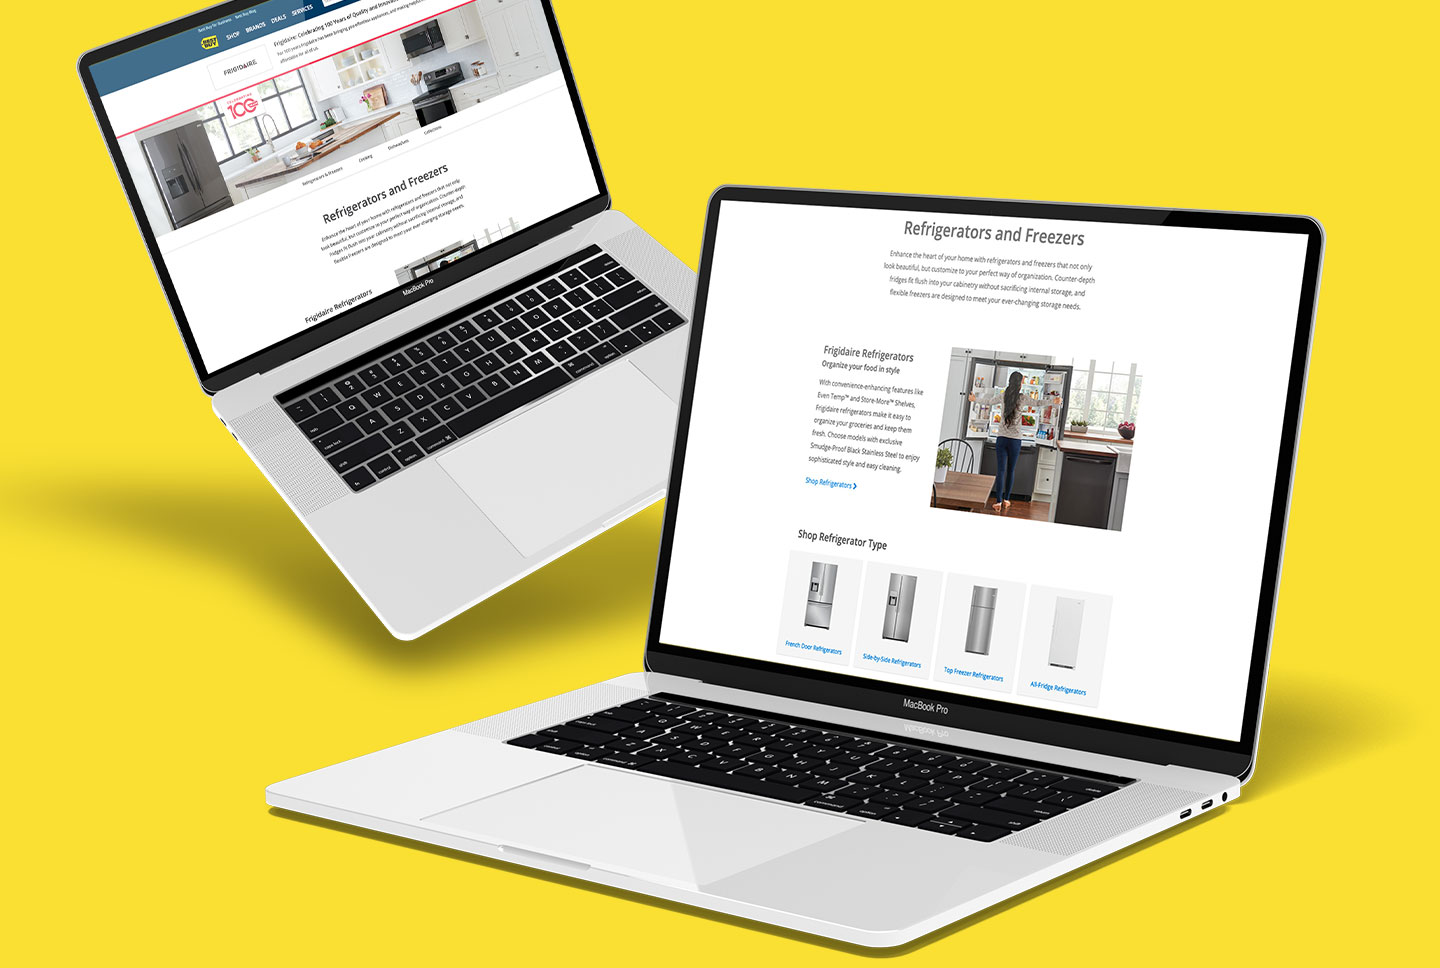 Best Buy for Business Best Buy Blog
BEST BUY
SHOP BRANDS DEALS SERVICES
FRIGIDAIRE
Frigidaire: Celebrating 100 Years of Quality and Innovation
For 100 years Frigidaire has been bringing you effortless appliances, and making
affordable for all of us.
CELEBRATING
100
Refrigerators & Freezers Cooking Dishwashers Collections
Refrigerators and Freezers
Enhance the heart of your home with refrigerators and freezers that not only
look beautiful, but customize to your perfect way of organization. Counter-depth
fridges fit flush into your cabinetry without sacrificing internal storage, and
flexible freezers are designed to meet your ever-changing storage needs.
Frigidaire Refrigerators
MacBook Pro
Refrigerators and Freezers
Enhance the heart of your home with refrigerators and freezers that not only
look beautiful, but customize to your perfect way of organization. Counter-depth
fridges fit flush into your cabinetry without sacrificing internal storage, and
flexible freezers are designed to meet your ever-changing storage needs.
Frigidaire Refrigerators
Organize your food in style
With convenience-enhancing features like
Even Temp™ and Store-More™ Shelves,
Frigidaire refrigerators make it easy to
organize your groceries and keep them
fresh. Choose models with exclusive
Smudge-Proof Black Stainless Steel to enjoy
sophisticated style and easy cleaning.
Shop Refrigerators
Shop Refrigerator Type
French Door Refrigerators
Side-by-Side Refrigerators
Top Freezer Refrigerators
All-Fridge Refrigerators
MacBook Pro